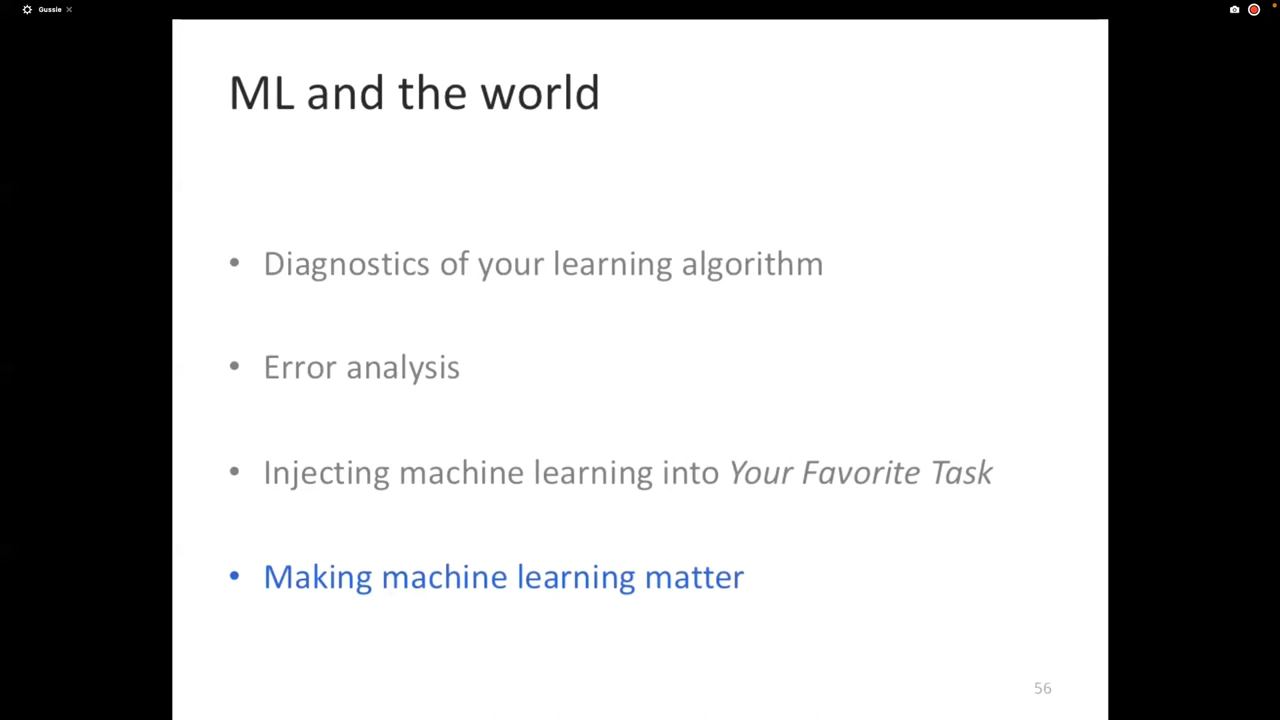 Gussie
ML and the world
• Diagnostics of your learning algorithm
• Error analysis
• Injecting machine learning into Your Favorite Task
• Making machine learning matter
56